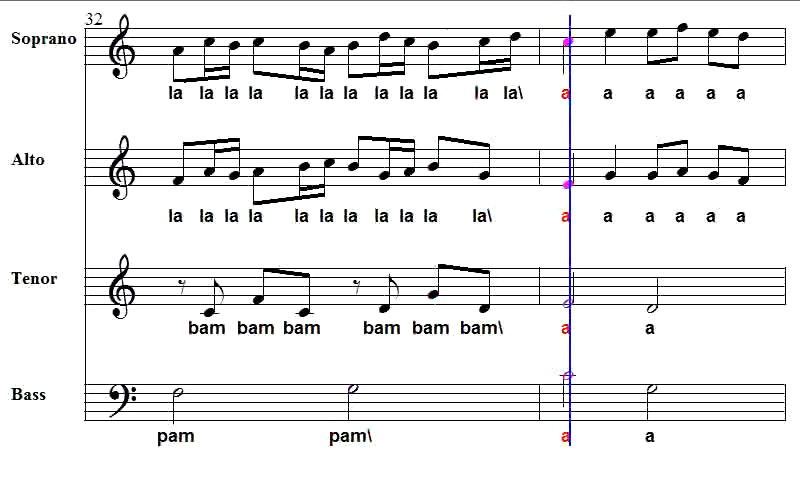 32
Soprano
la la la la la la la la la la la la\ a a a a a a
Alto
la la la la la la la la la la la\ a a a a a a
Tenor
bam bam bam bam bam bam\ a a
Bass
pam pam\ a a